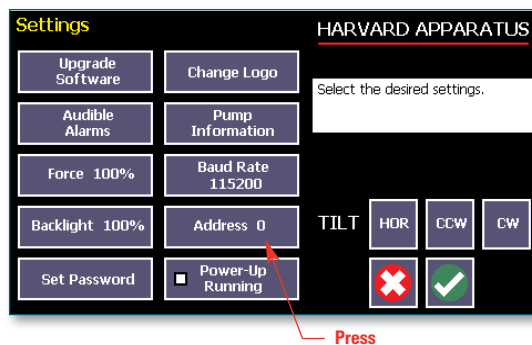 Settings
HARVARD APPARATUS
Upgrade
Software
Change Logo
Select the desired settings.
Audible
Alarms
Pump
Information
Force 100%
Baud Rate
115200
Backlight 100%
Address 0
TILT
HOR
CCW
CW
Set Password
Power-Up
Running
Press